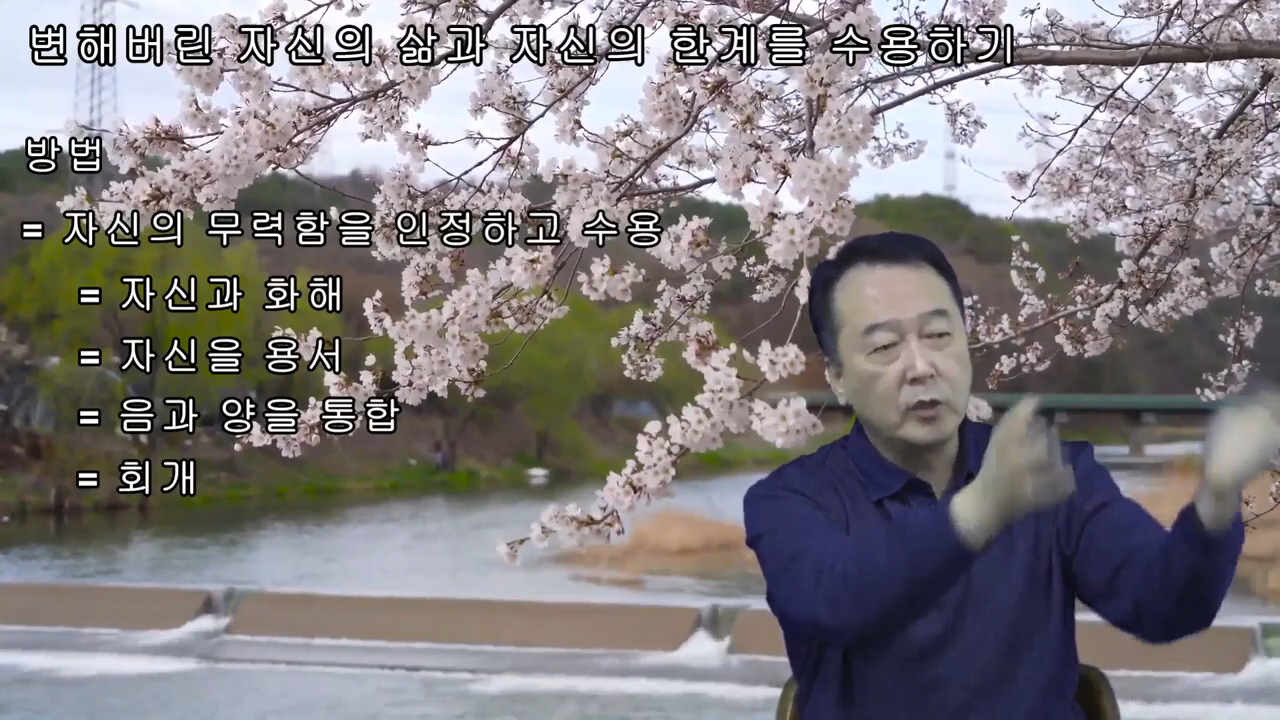 변해버린 자신의 삶과 자신의 한계를 수용하기
방법
= 자신의 무력함을 인정하고 수용
= 자신과 화해
= 자신을 용서
= 음과 양을 통합
= 회개